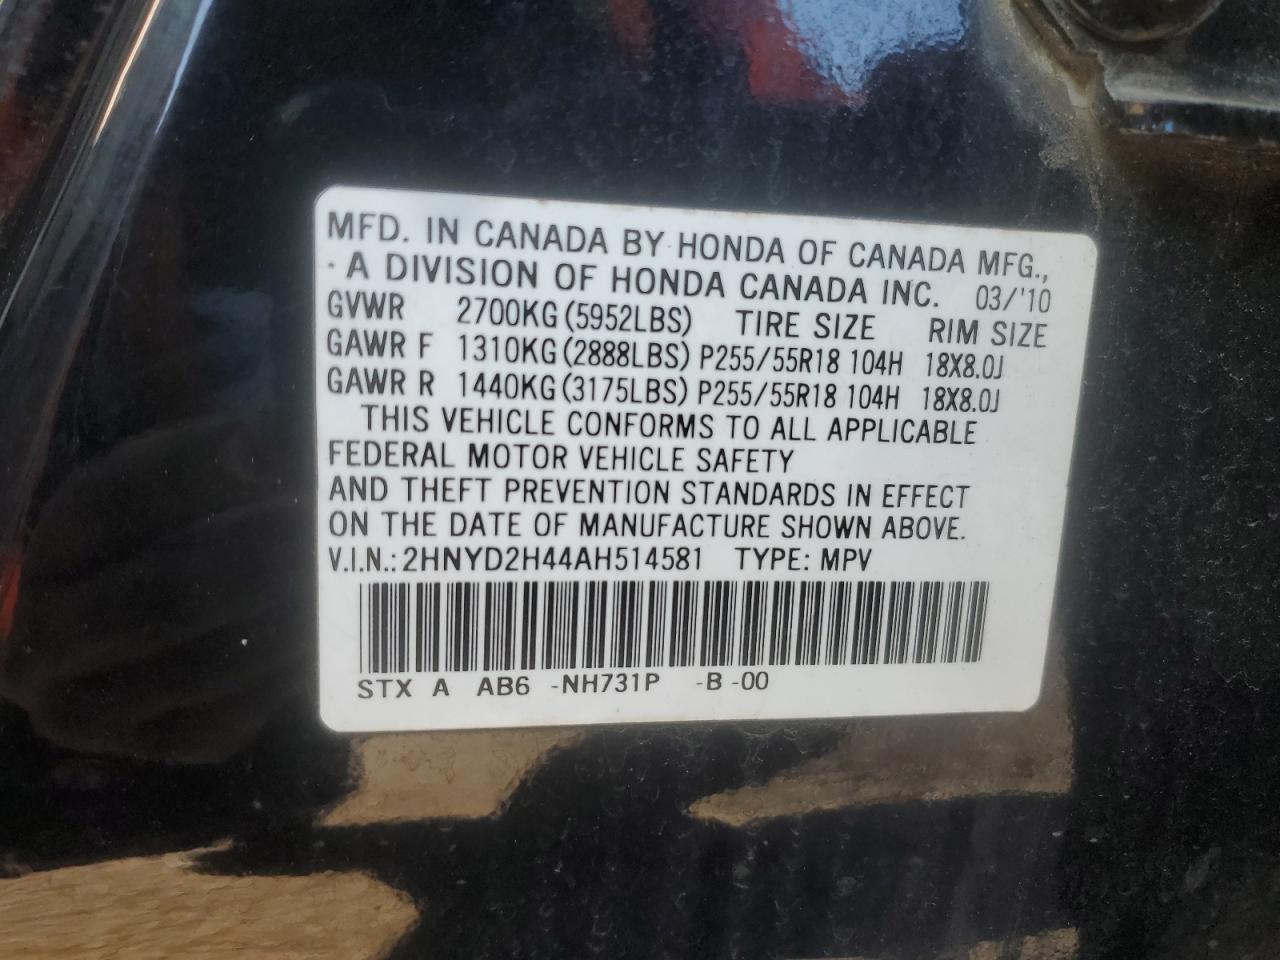 MFD. IN CANADA BY HONDA OF CANADA MFG.,
· A DIVISION OF HONDA CANADA INC. 03/'10
GVWR 2700KG (5952LBS) TIRE SIZE RIM SIZE
GAWR F 1310KG (2888LBS) P255/55R18 104H 18X8.0J
GAWR R 1440KG (3175LBS) P255/55R18 104H 18X8.0J
THIS VEHICLE CONFORMS TO ALL APPLICABLE
FEDERAL MOTOR VEHICLE SAFETY
AND THEFT PREVENTION STANDARDS IN EFFECT
ON THE DATE OF MANUFACTURE SHOWN ABOVE.
V.I.N.: 2HNYD2H44AH514581 TYPE: MPV
STX A AB6 -NH731P -B -00